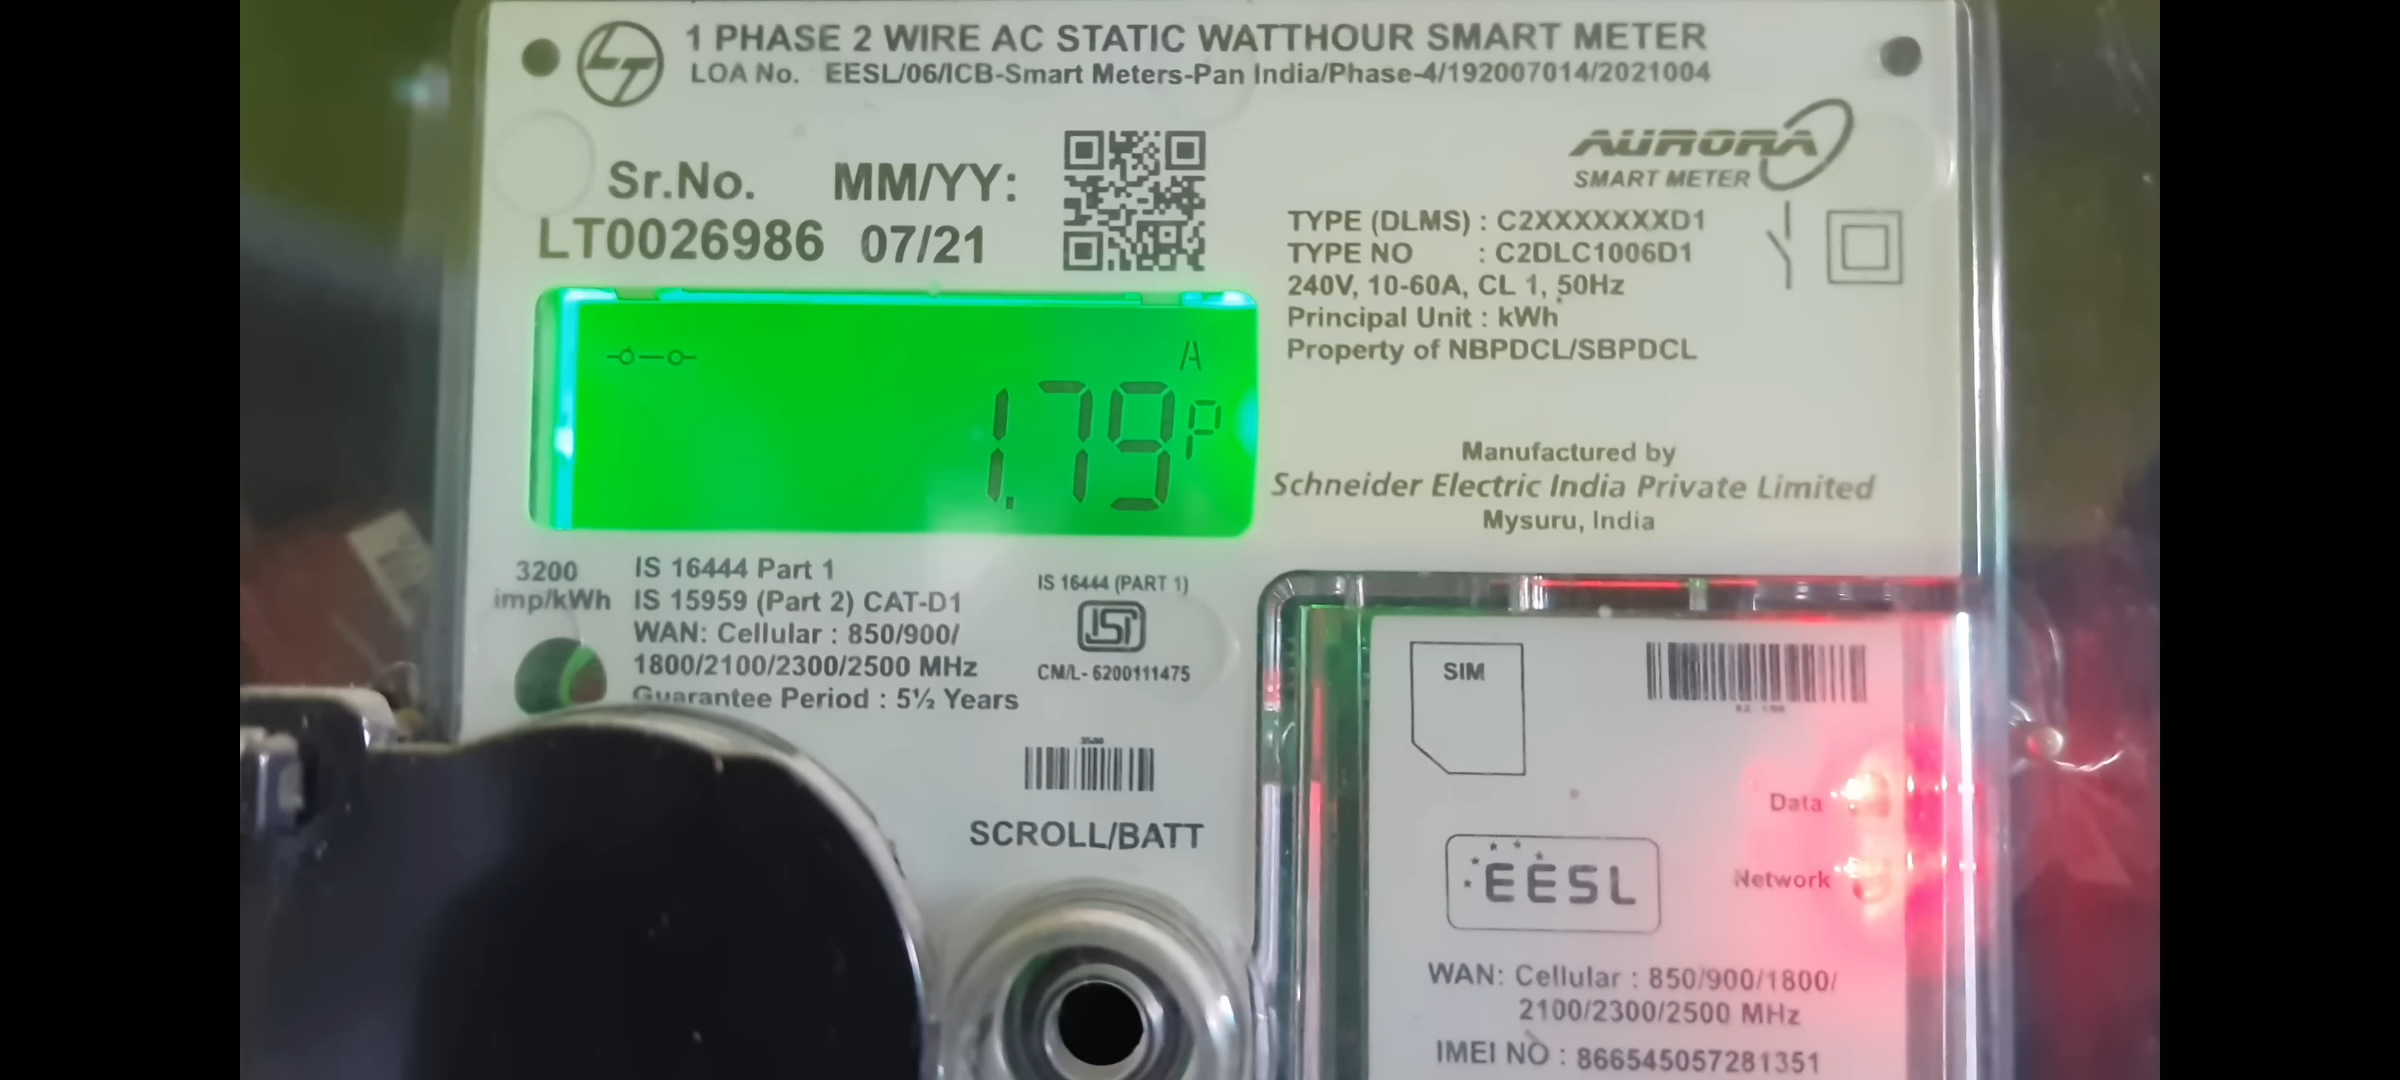 LT
1 PHASE 2 WIRE AC STATIC WATTHOUR SMART METER
LOA No. EESL/06/ICB-Smart Meters-Pan India/Phase-4/192007014/2021004
Sr.No. MM/YY:
LT0026986 07/21
AURORA
SMART METER
TYPE (DLMS) : C2XXXXXXXD1
TYPE NO : C2DLC1006D1
240V, 10-60A, CL 1, 50Hz
Principal Unit : kWh
Property of NBPDCL/SBPDCL
A
1.79 P
Manufactured by
Schneider Electric India Private Limited
Mysuru, India
3200
imp/kWh
IS 16444 Part 1
IS 15959 (Part 2) CAT-D1
WAN: Cellular : 850/900/
1800/2100/2300/2500 MHz
Guarantee Period : 5½ Years
IS 16444 (PART 1)
ISI
CM/L- 6200111475
SCROLL/BATT
SIM
Data
Network
EESL
WAN: Cellular : 850/900/1800/
2100/2300/2500 MHz
IMEI NO : 866545057281351